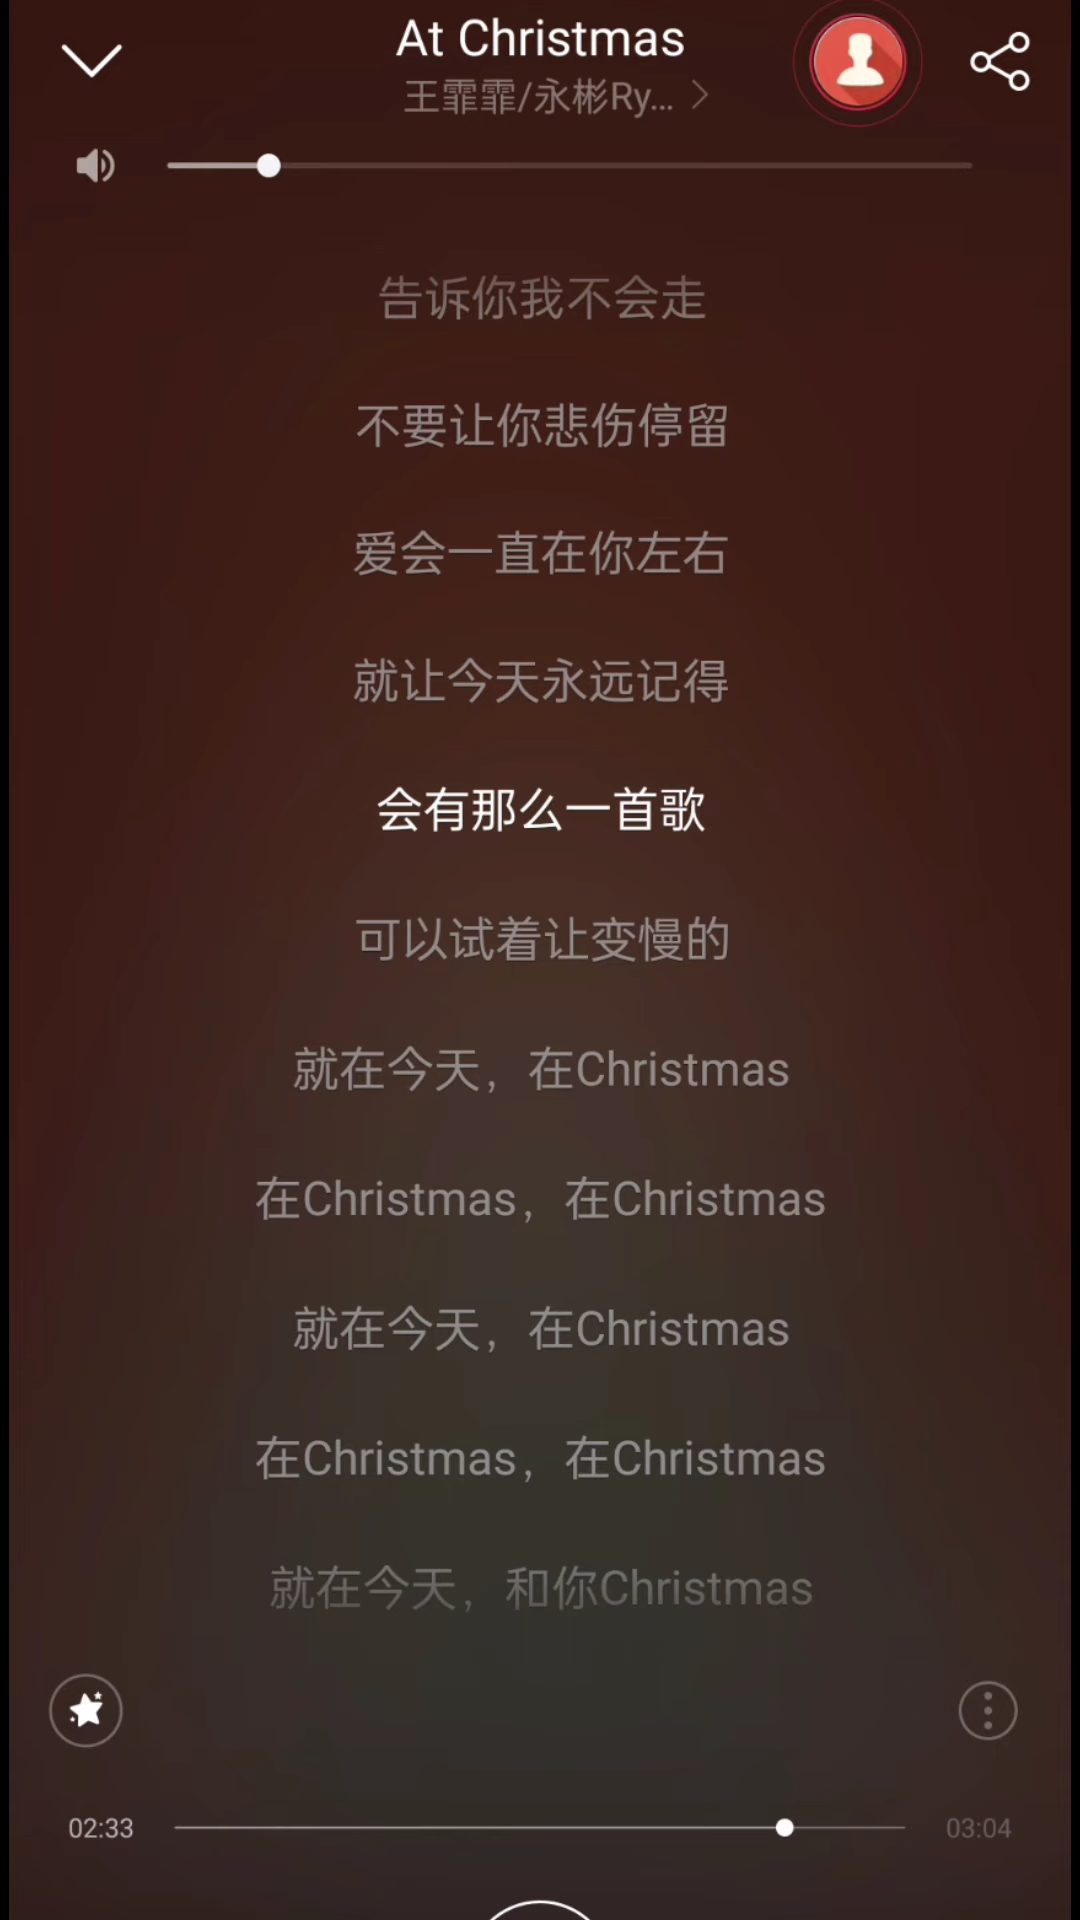 At Christmas
王霏霏/永彬Ry...
告诉你我不会走
不要让你悲伤停留
爱会一直在你左右
就让今天永远记得
会有那么一首歌
可以试着让变慢的
就在今天，在Christmas
在Christmas，在Christmas
就在今天，在Christmas
在Christmas，在Christmas
就在今天，和你Christmas
02:33
03:04